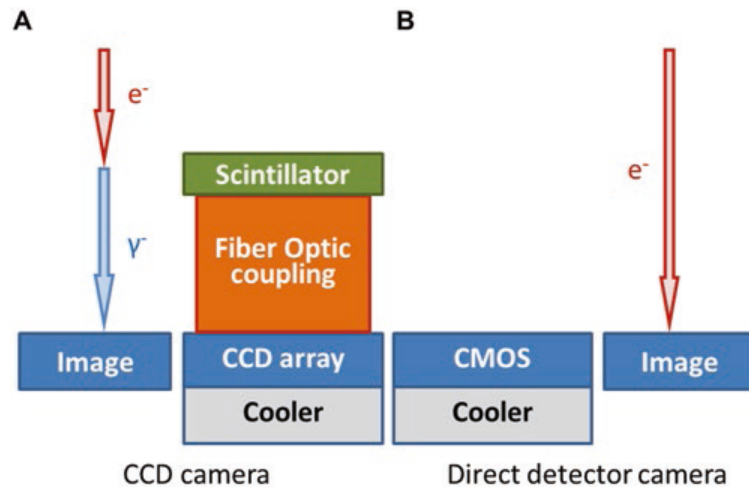 A
B
e⁻
Scintillator
e⁻
γ⁻
Fiber Optic
coupling
Image
CCD array
CMOS
Image
Cooler
Cooler
CCD camera
Direct detector camera